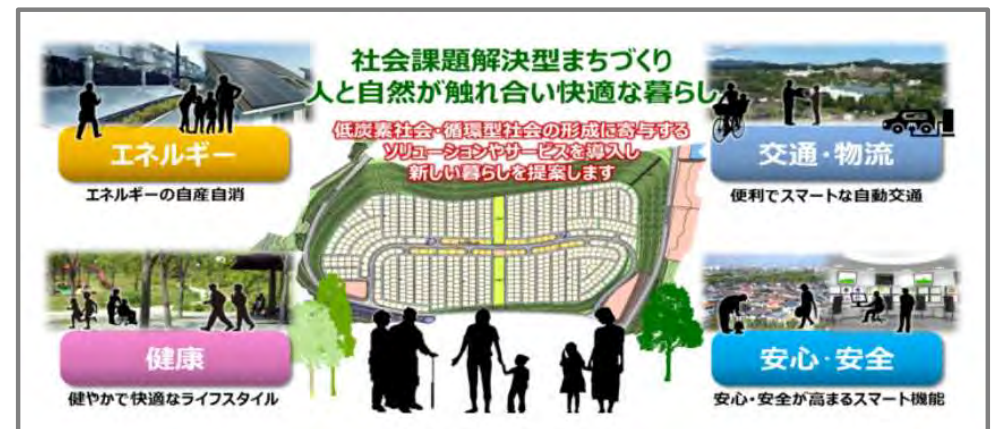 社会課題解決型まちづくり
人と自然が触れ合い快適な暮らし
低炭素社会・循環型社会の形成に寄与する
ソリューションやサービスを導入し
新しい暮らしを提案します
エネルギー
エネルギーの自産自消
交通・物流
便利でスマートな自動交通
健康
健やかで快適なライフスタイル
安心・安全
安心・安全が高まるスマート機能